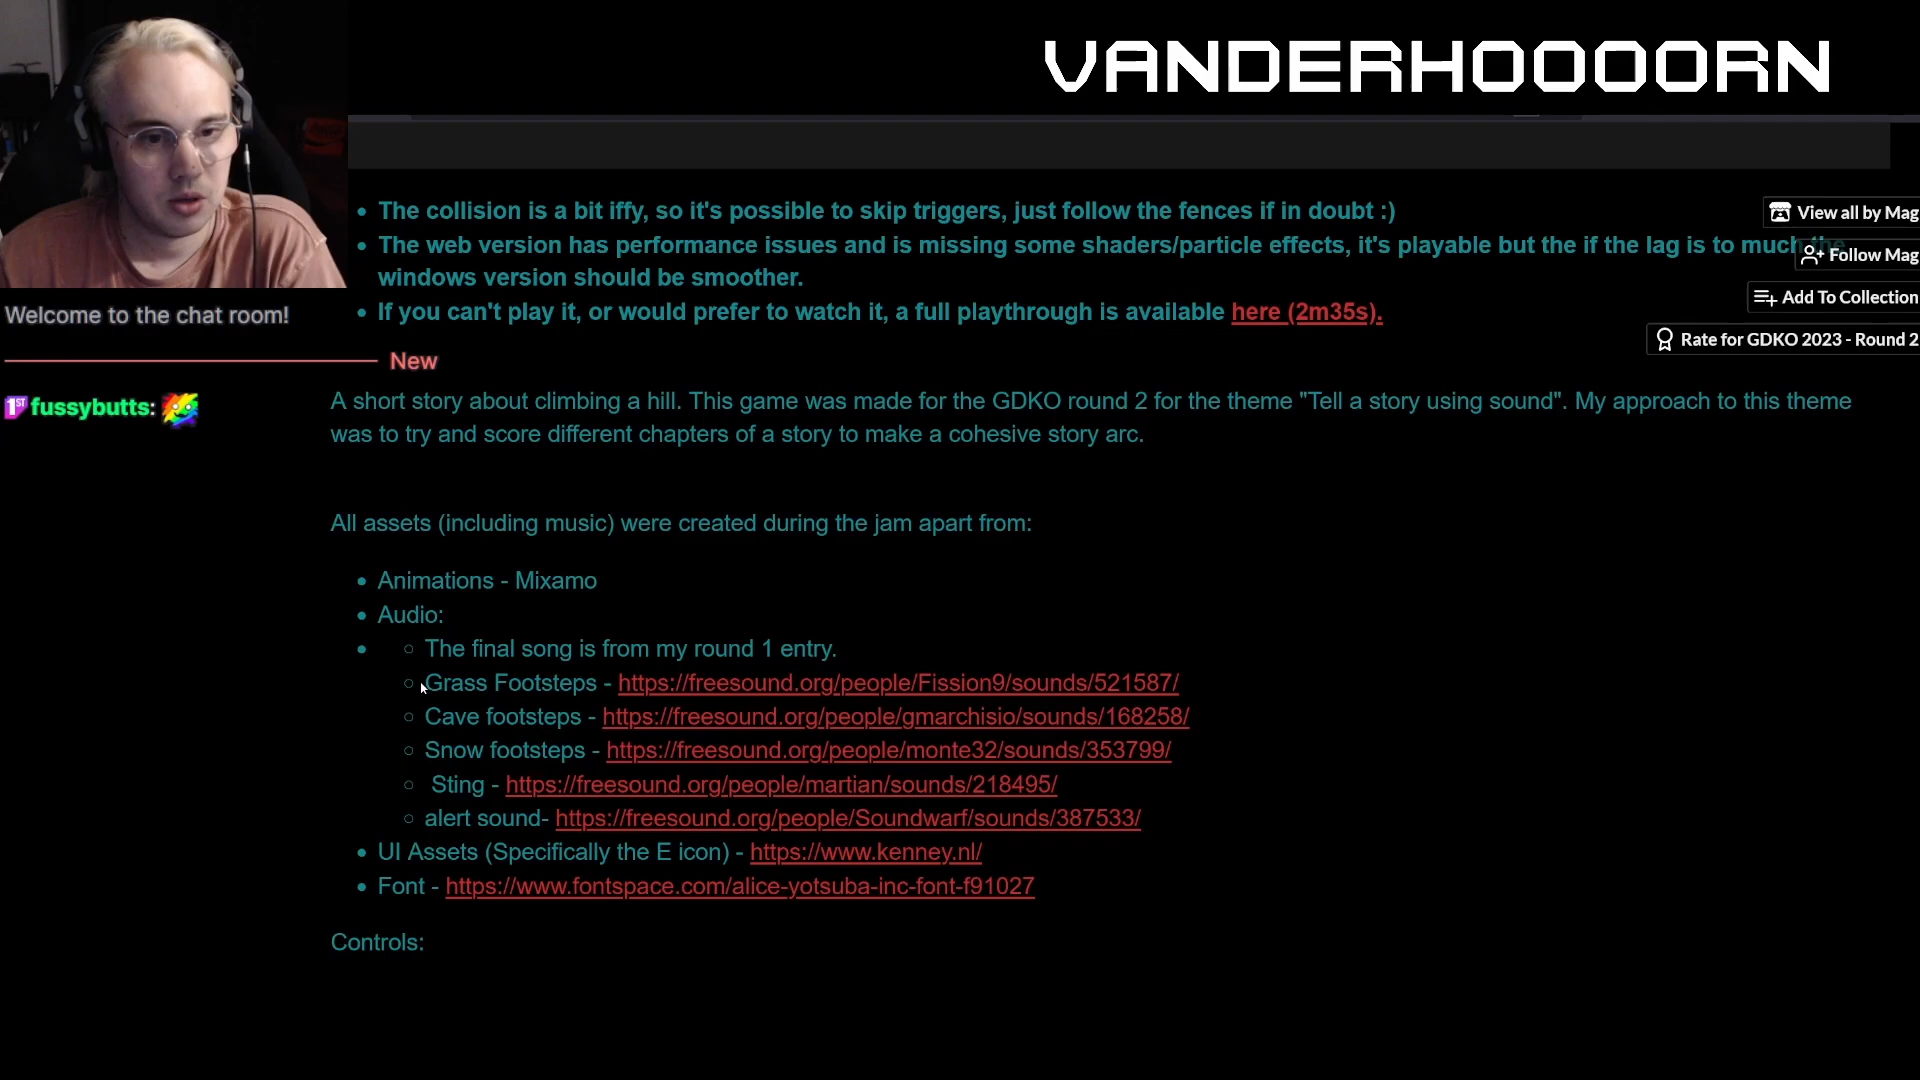 VANDERHOOOORN
The collision is a bit iffy, so it's possible to skip triggers, just follow the fences if in doubt :)
View all by Mag
The web version has performance issues and is missing some shaders/particle effects, it's playable but the if the lag is to much the
Follow Mag
windows version should be smoother.
Add To Collection
If you can't play it, or would prefer to watch it, a full playthrough is available here (2m35s).
Welcome to the chat room!
Rate for GDKO 2023 - Round 2
New
1ST fussybutts:
A short story about climbing a hill. This game was made for the GDKO round 2 for the theme "Tell a story using sound". My approach to this theme
was to try and score different chapters of a story to make a cohesive story arc.
All assets (including music) were created during the jam apart from:
Animations - Mixamo
Audio:
The final song is from my round 1 entry.
Grass Footsteps - https://freesound.org/people/Fission9/sounds/521587/
Cave footsteps - https://freesound.org/people/gmarchisio/sounds/168258/
Snow footsteps - https://freesound.org/people/monte32/sounds/353799/
Sting - https://freesound.org/people/martian/sounds/218495/
alert sound- https://freesound.org/people/Soundwarf/sounds/387533/
UI Assets (Specifically the E icon) - https://www.kenney.nl/
Font - https://www.fontspace.com/alice-yotsuba-inc-font-f91027
Controls: